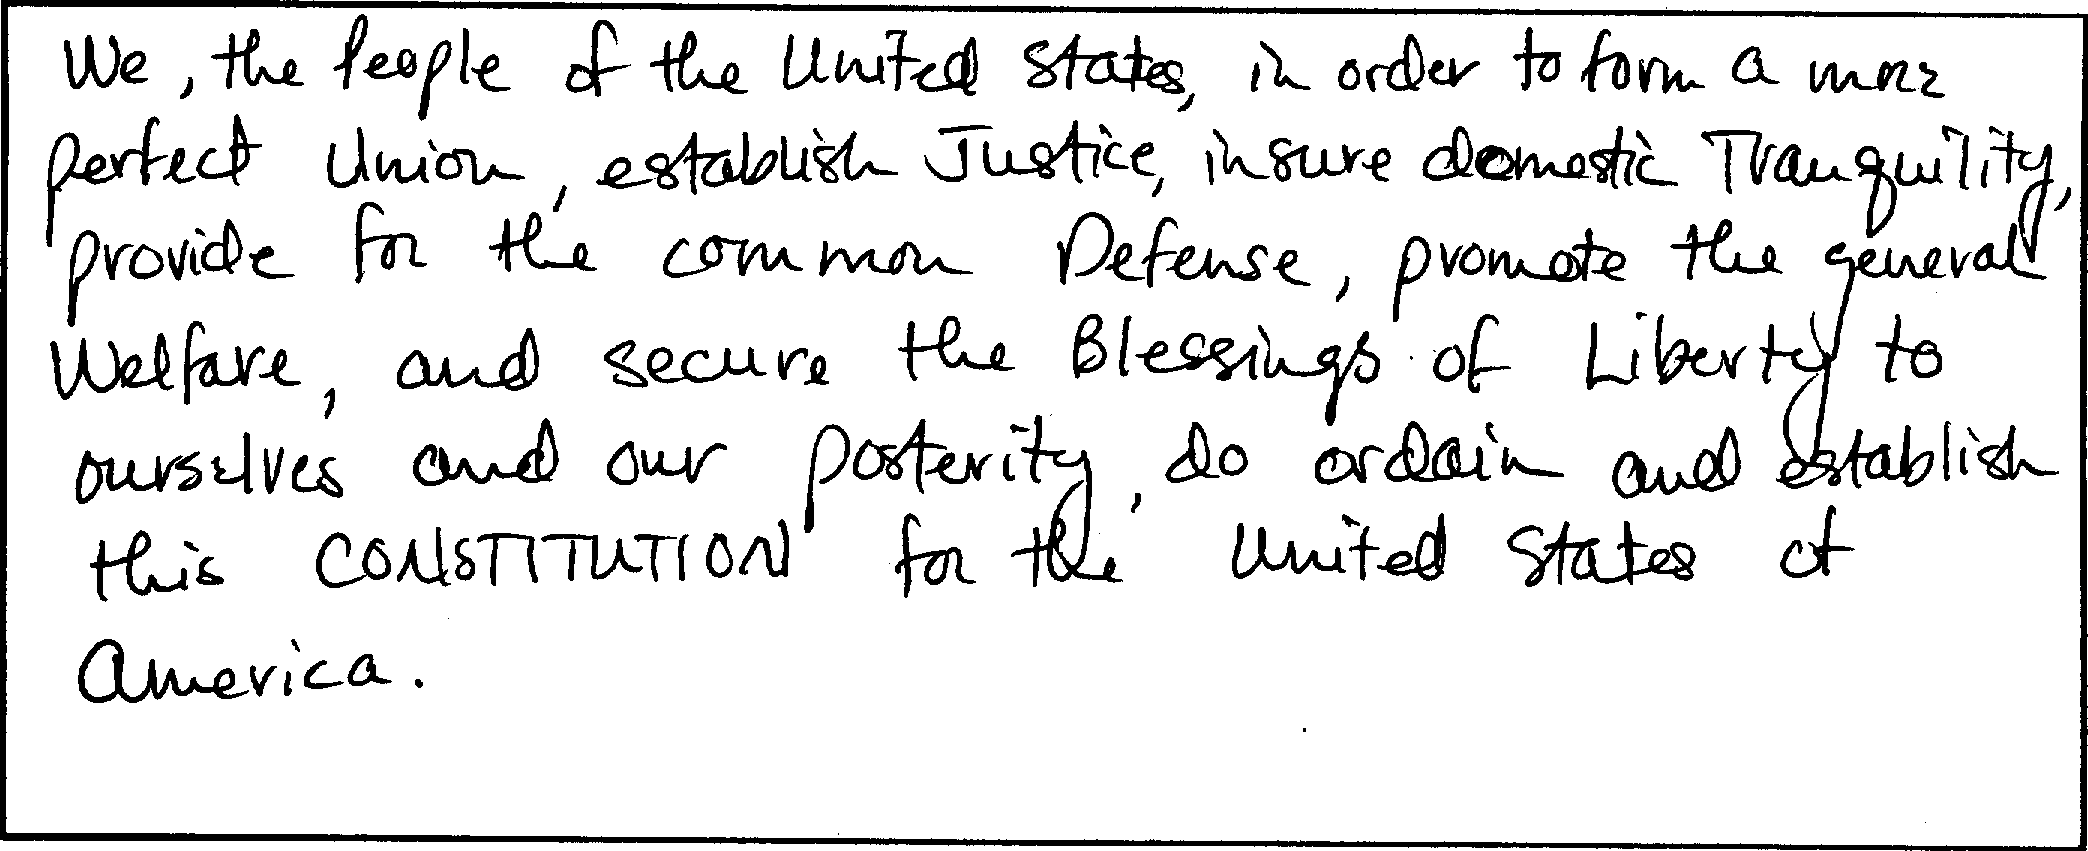 We, the People of the United States, in order to form a more
perfect Union, establish Justice, insure domestic Tranquility,
provide for the common Defense, promote the general
Welfare, and secure the Blessings of Liberty to
ourselves and our posterity, do ordain and establish
this CONSTITUTION for the United States of
America.